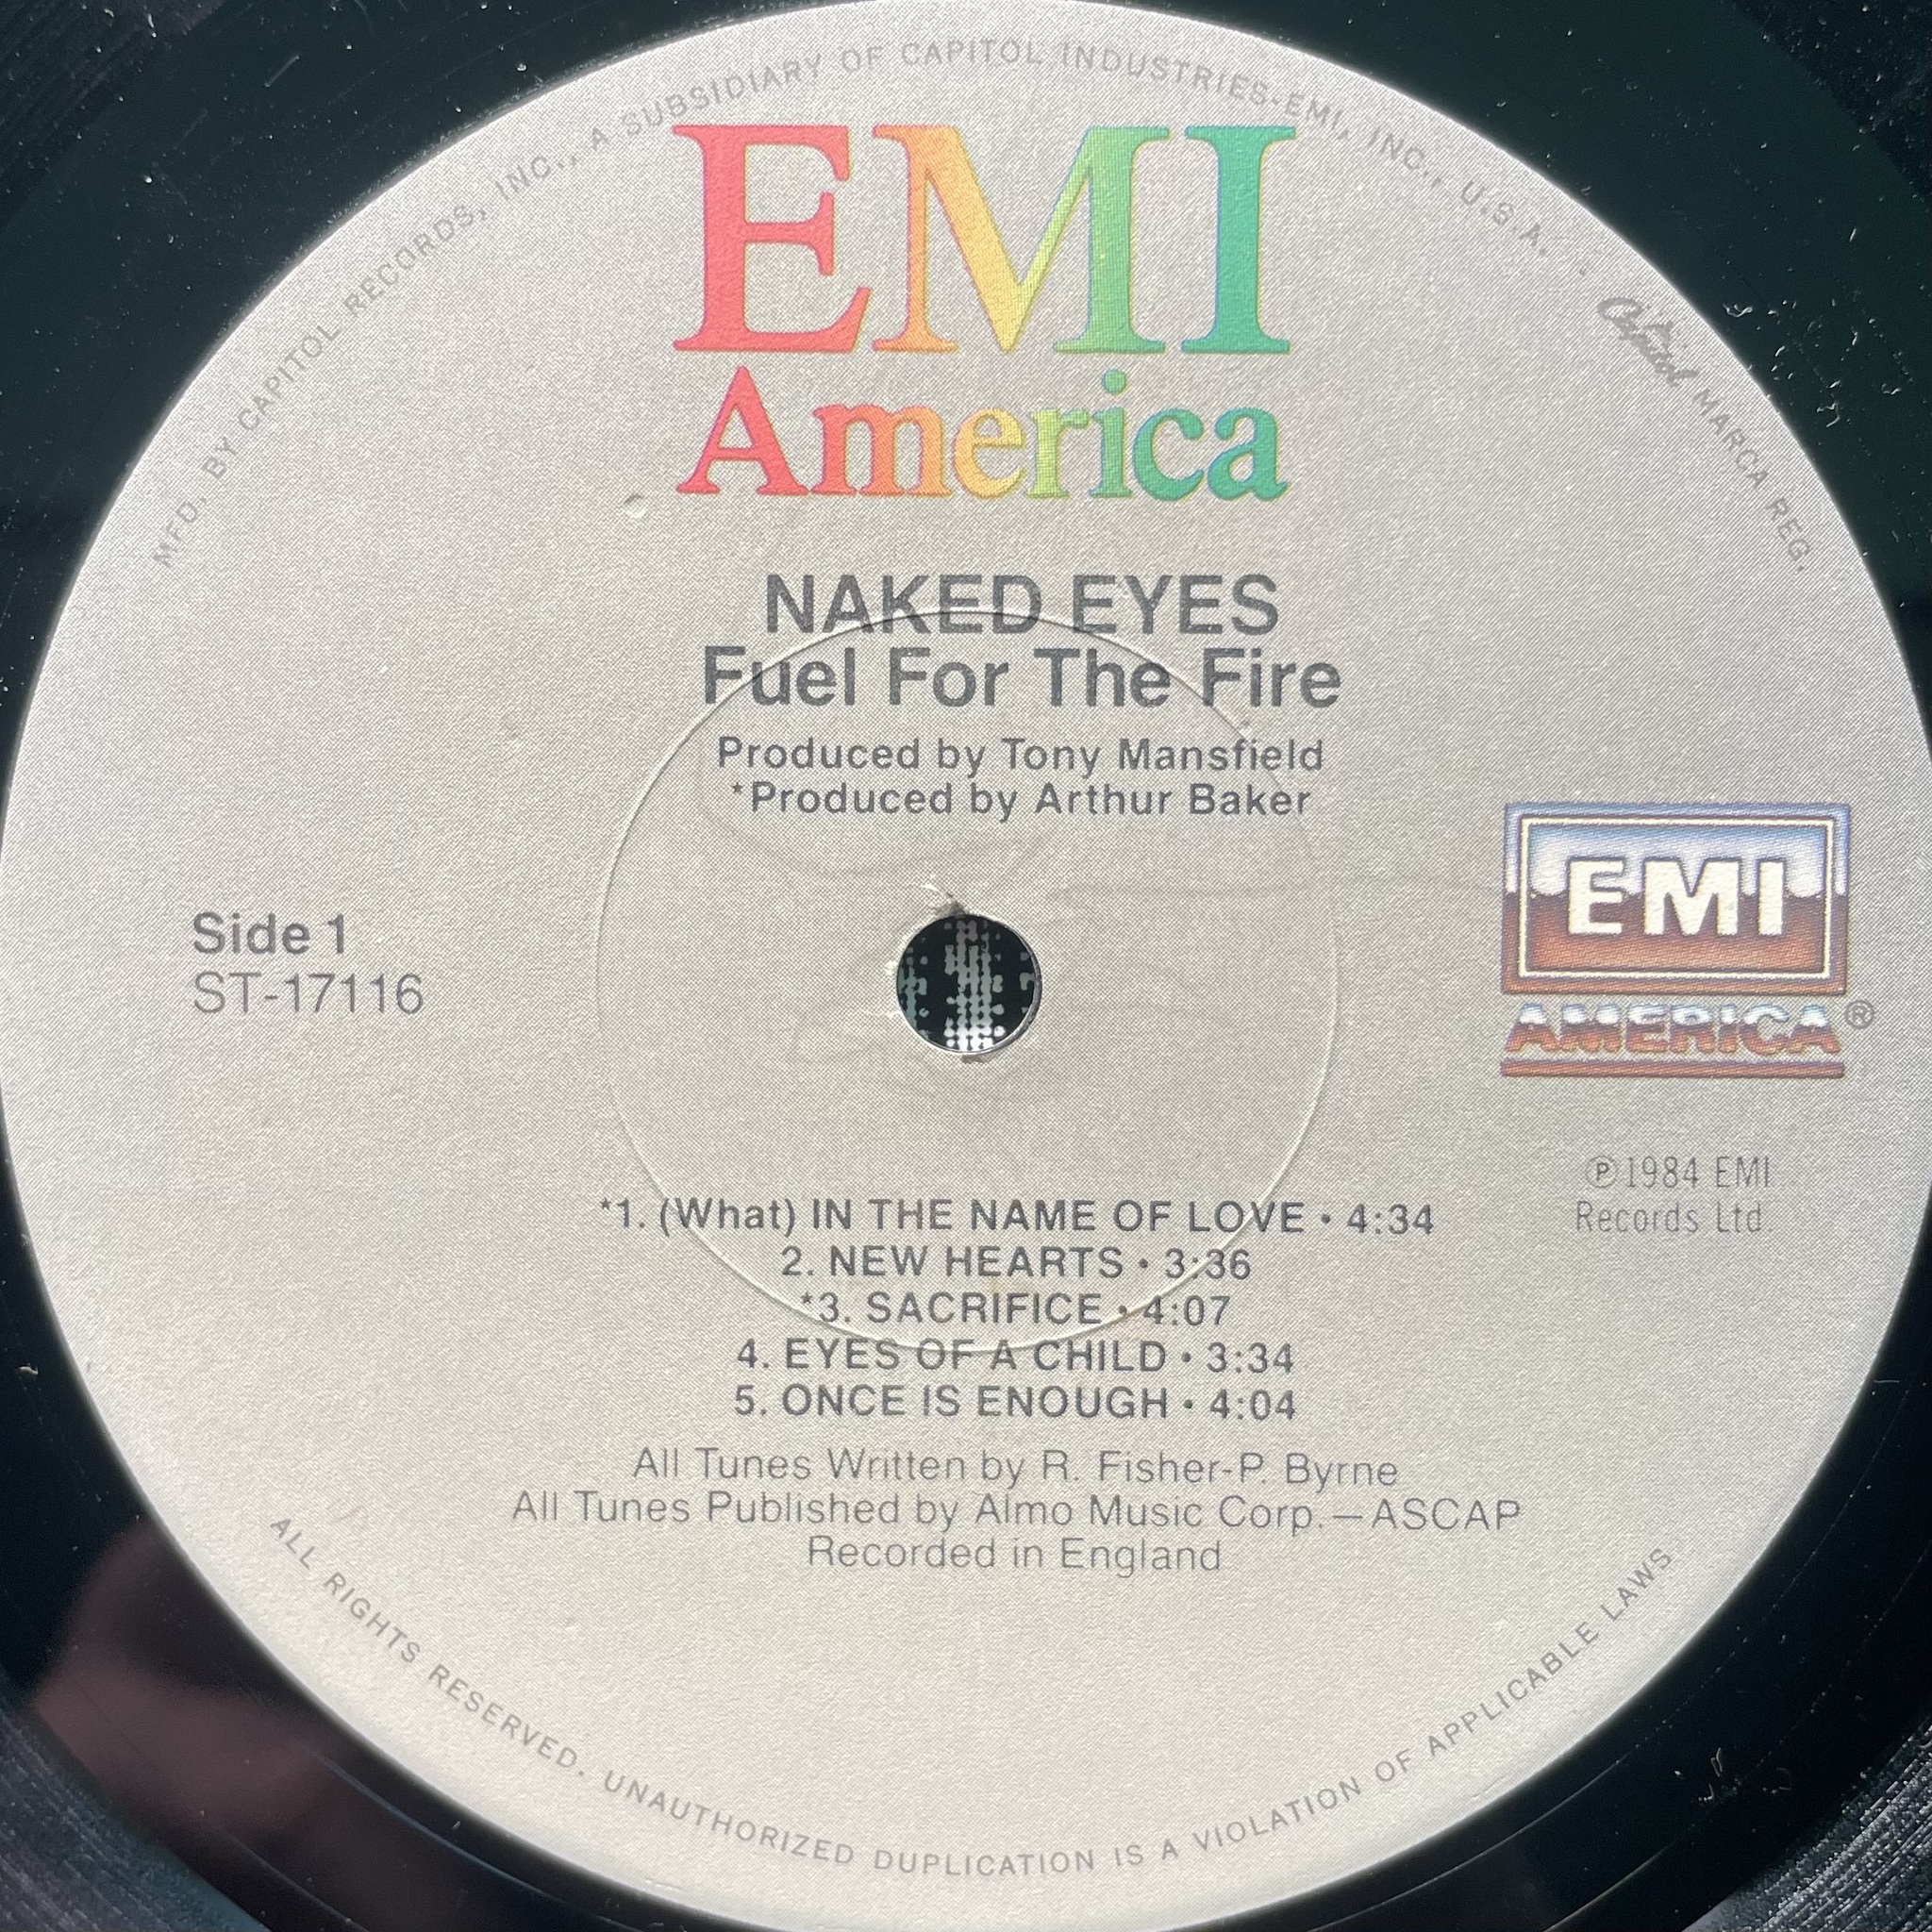 MFD. BY CAPITOL RECORDS, INC., A SUBSIDIARY OF CAPITOL INDUSTRIES-EMI, INC., U.S.A. · Capitol MARCA REG.
EMI
America
NAKED EYES
Fuel For The Fire
Produced by Tony Mansfield
*Produced by Arthur Baker
Side 1
ST-17116
EMI
AMERICA®
℗1984 EMI
Records Ltd.
*1. (What) IN THE NAME OF LOVE • 4:34
2. NEW HEARTS • 3:36
*3. SACRIFICE • 4:07
4. EYES OF A CHILD • 3:34
5. ONCE IS ENOUGH • 4:04
All Tunes Written by R. Fisher-P. Byrne
All Tunes Published by Almo Music Corp.—ASCAP
Recorded in England
ALL RIGHTS RESERVED. UNAUTHORIZED DUPLICATION IS A VIOLATION OF APPLICABLE LAWS